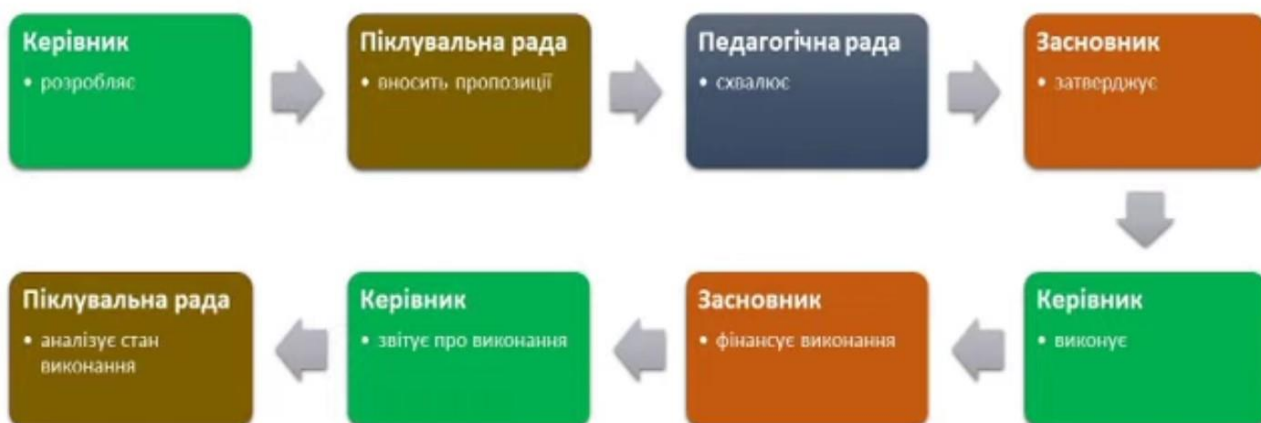 Керівник
• розробляє
Піклувальна рада
• вносить пропозиції
Педагогічна рада
• схвалює
Засновник
• затверджує
Керівник
• виконує
Засновник
• фінансує виконання
Керівник
• звітує про виконання
Піклувальна рада
• аналізує стан
виконання